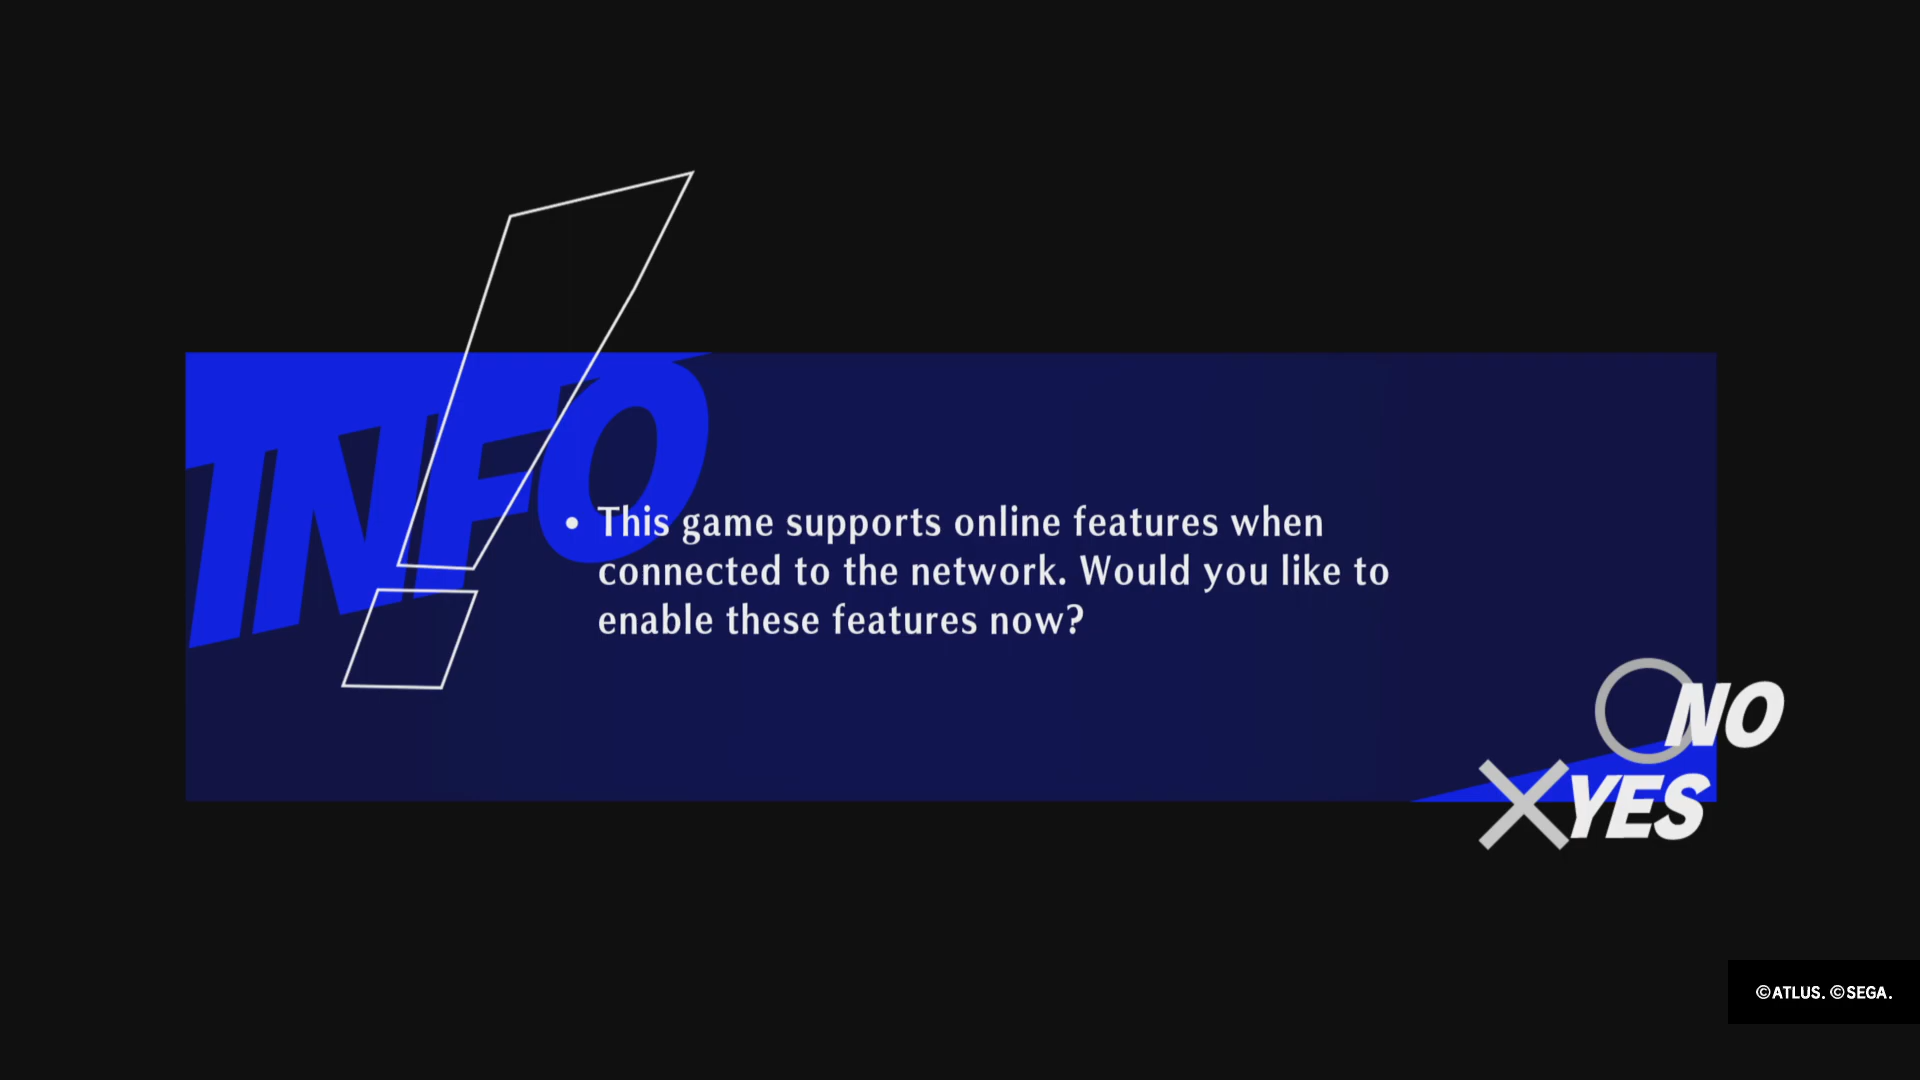 INFO
• This game supports online features when
connected to the network. Would you like to
enable these features now?
NO
YES
©ATLUS. ©SEGA.